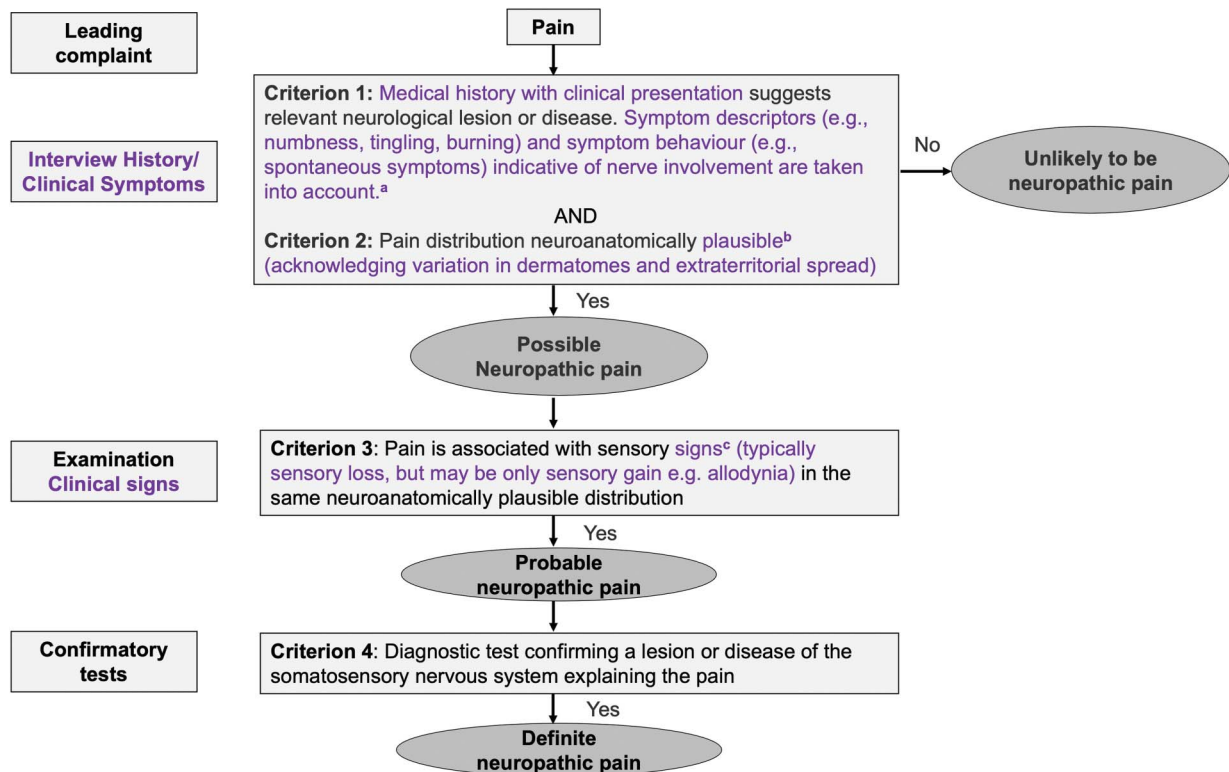 Leading
complaint
Pain
Criterion 1: Medical history with clinical presentation suggests
relevant neurological lesion or disease. Symptom descriptors (e.g.,
numbness, tingling, burning) and symptom behaviour (e.g.,
spontaneous symptoms) indicative of nerve involvement are taken
into account.ᵃ
AND
Criterion 2: Pain distribution neuroanatomically plausibleᵇ
(acknowledging variation in dermatomes and extraterritorial spread)
Interview History/
Clinical Symptoms
No
Unlikely to be
neuropathic pain
Yes
Possible
Neuropathic pain
Examination
Clinical signs
Criterion 3: Pain is associated with sensory signsᶜ (typically
sensory loss, but may be only sensory gain e.g. allodynia) in
the same neuroanatomically plausible distribution
Yes
Probable
neuropathic pain
Confirmatory
tests
Criterion 4: Diagnostic test confirming a lesion or disease of the
somatosensory nervous system explaining the pain
Yes
Definite
neuropathic pain